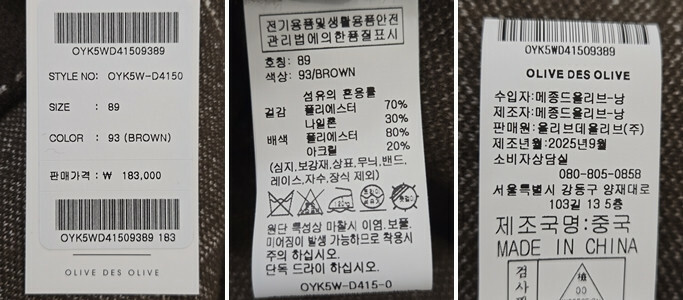 OYK5WD41509389
STYLE NO: OYK5W-D4150
SIZE : 89
COLOR : 93 (BROWN)
판매가격 : ₩ 183,000
OYK5WD41509389 183
OLIVE DES OLIVE
전기용품및생활용품안전
관리법에의한품질표시
호칭: 89
색상: 93/BROWN
섬유의 혼용률
겉감 폴리에스터 70%
나일론 30%
배색 폴리에스터 80%
아크릴 20%
(심지,보강재,상표,무늬,밴드,
레이스,자수,장식 제외)
원단 특성상 마찰시 이염.보풀.
미어짐이 발생 가능하므로 착용시
주의 하십시오.
단독 드라이 하십시오.
OYK5W-D415-0
OYK5WD41509389
OLIVE DES OLIVE
수입자:메종드올리브-낭
제조자:메종드올리브-낭
판매원:올리브데올리브(주)
제조년월:2025년9월
소비자상담실
080-805-0858
서울특별시 강동구 양재대로
103길 13 5층
제조국명:중국
MADE IN CHINA
검
사